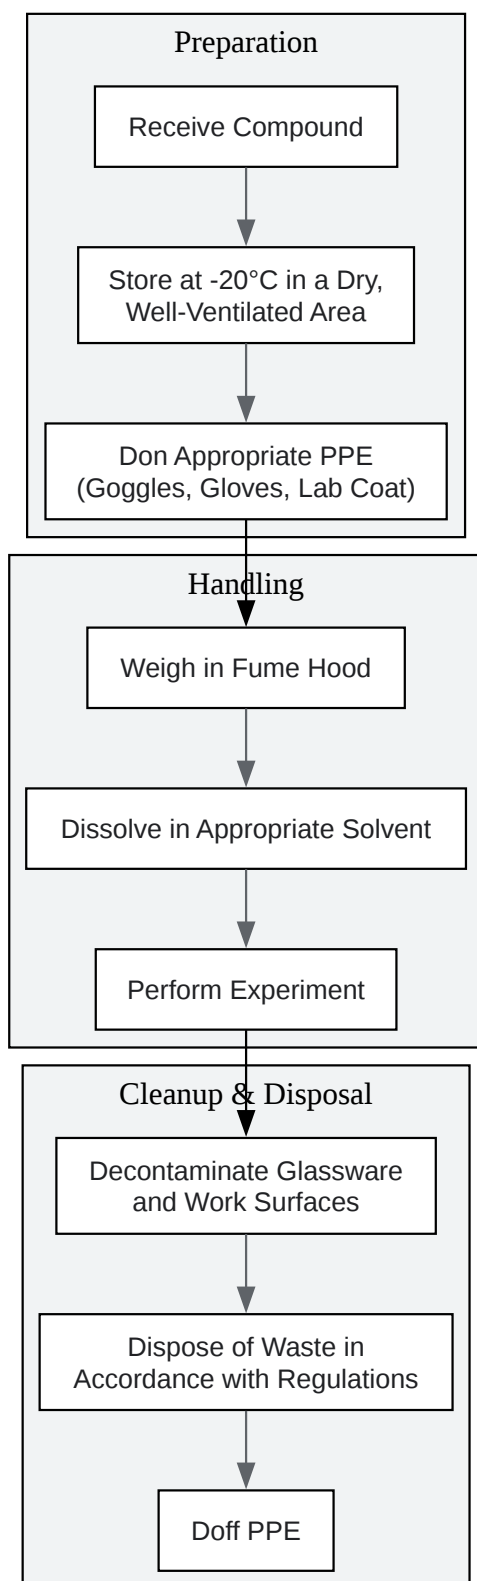 Preparation
Receive Compound
Store at -20°C in a Dry,
Well-Ventilated Area
Don Appropriate PPE
(Goggles, Gloves, Lab Coat)
Handling
Weigh in Fume Hood
Dissolve in Appropriate Solvent
Perform Experiment
Cleanup & Disposal
Decontaminate Glassware
and Work Surfaces
Dispose of Waste in
Accordance with Regulations
Doff PPE